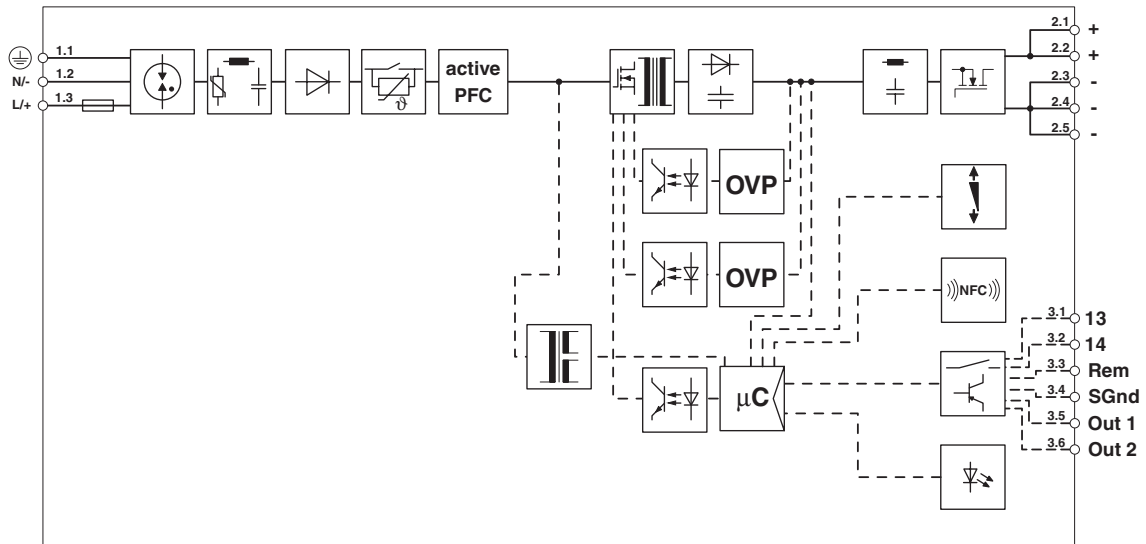 1.1
N/- 1.2
L/+ 1.3
ϑ
active
PFC
2.1 +
2.2 +
2.3 -
2.4 -
2.5 -
OVP
OVP
NFC
µC
3.1 13
3.2 14
3.3 Rem
3.4 SGnd
3.5 Out 1
3.6 Out 2